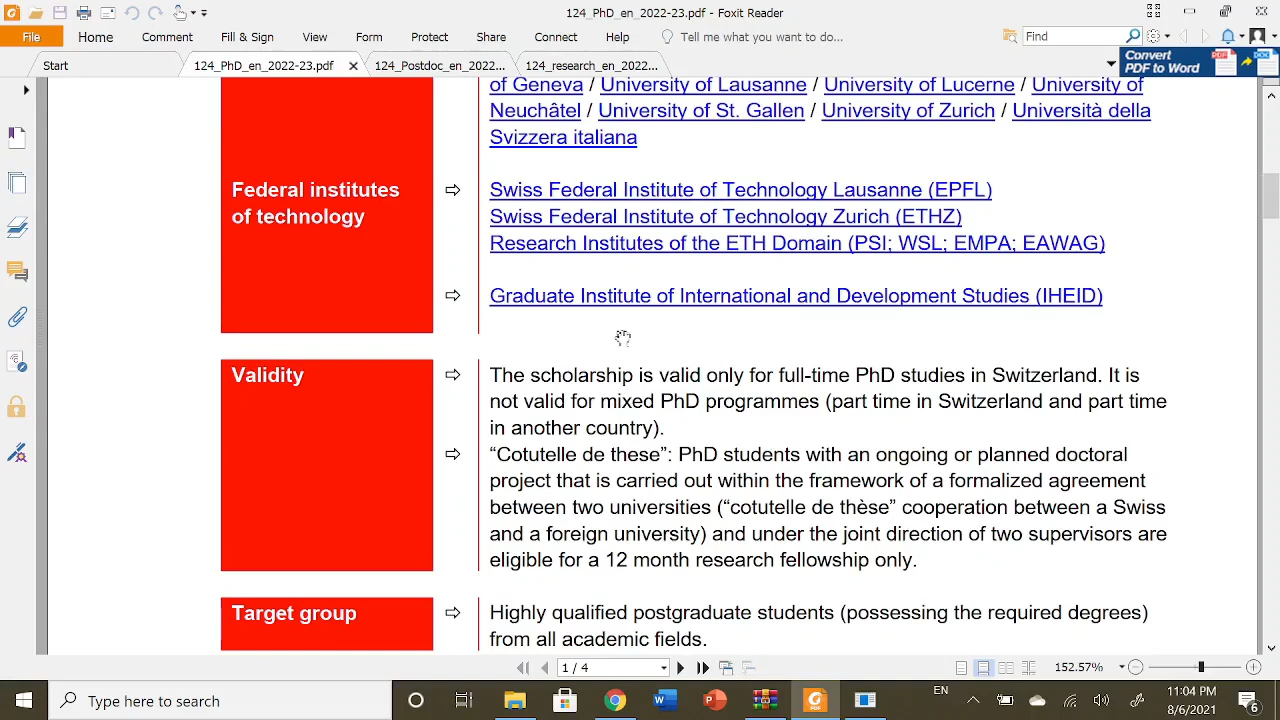 124_PhD_en_2022-23.pdf - Foxit Reader
File Home Comment Fill & Sign View Form Protect Share Connect Help Tell me what you want to do... Find
Start 124_PhD_en_2022-23.pdf 124_Postdoc_en_2022... 124_Research_en_2022...
Convert
PDF to Word
of Geneva / University of Lausanne / University of Lucerne / University of
Neuchâtel / University of St. Gallen / University of Zurich / Università della
Svizzera italiana
Federal institutes
of technology
⇨ Swiss Federal Institute of Technology Lausanne (EPFL)
Swiss Federal Institute of Technology Zurich (ETHZ)
Research Institutes of the ETH Domain (PSI; WSL; EMPA; EAWAG)
⇨ Graduate Institute of International and Development Studies (IHEID)
Validity
⇨ The scholarship is valid only for full-time PhD studies in Switzerland. It is
not valid for mixed PhD programmes (part time in Switzerland and part time
in another country).
⇨ “Cotutelle de these”: PhD students with an ongoing or planned doctoral
project that is carried out within the framework of a formalized agreement
between two universities (“cotutelle de thèse” cooperation between a Swiss
and a foreign university) and under the joint direction of two supervisors are
eligible for a 12 month research fellowship only.
Target group
⇨ Highly qualified postgraduate students (possessing the required degrees)
from all academic fields.
1 / 4 152.57%
Type here to search
EN
11:04 PM
8/6/2021
6